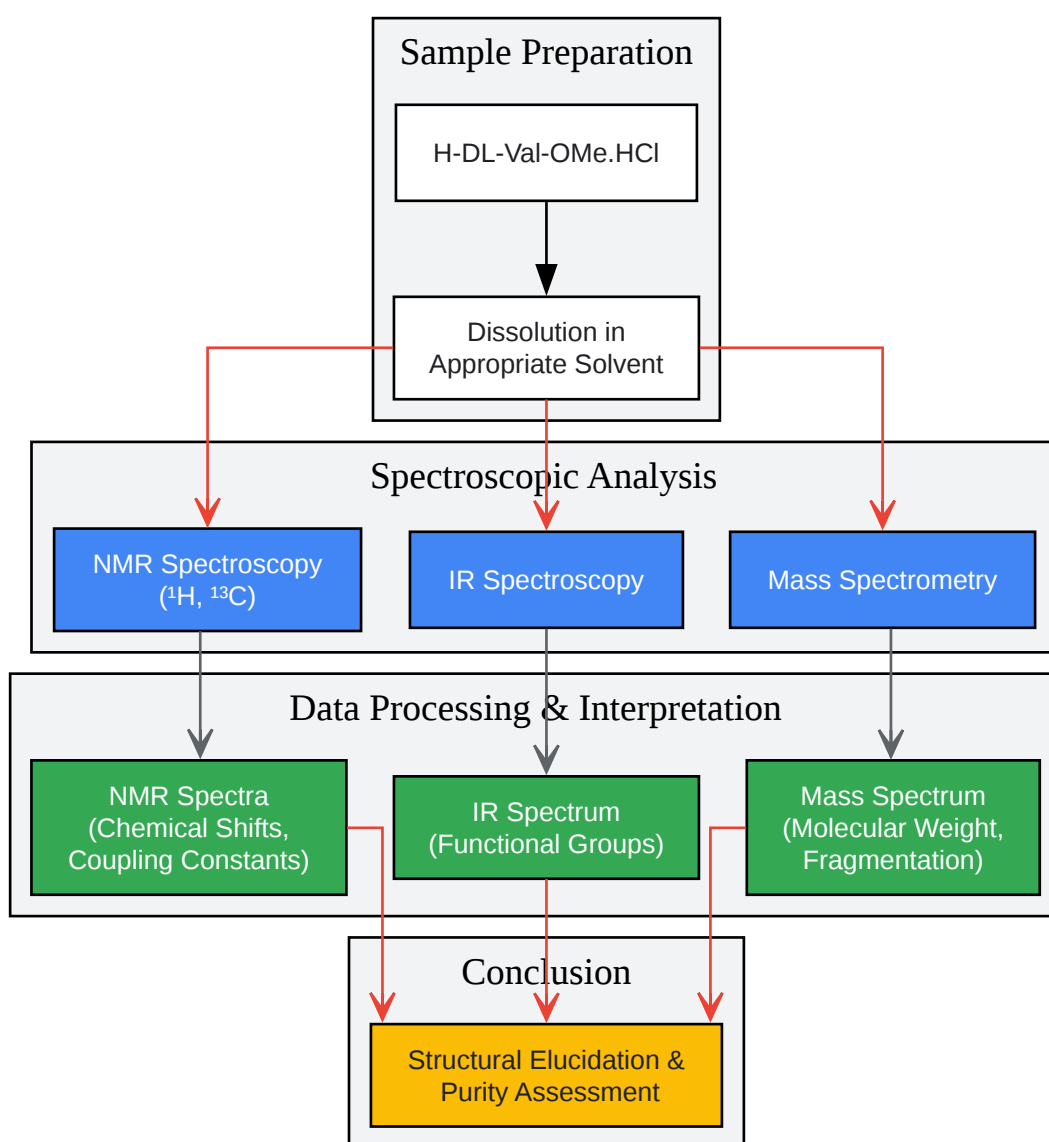 Sample Preparation
H-DL-Val-OMe.HCl
Dissolution in
Appropriate Solvent
Spectroscopic Analysis
NMR Spectroscopy
(¹H, ¹³C)
IR Spectroscopy
Mass Spectrometry
Data Processing & Interpretation
NMR Spectra
(Chemical Shifts,
Coupling Constants)
IR Spectrum
(Functional Groups)
Mass Spectrum
(Molecular Weight,
Fragmentation)
Conclusion
Structural Elucidation &
Purity Assessment